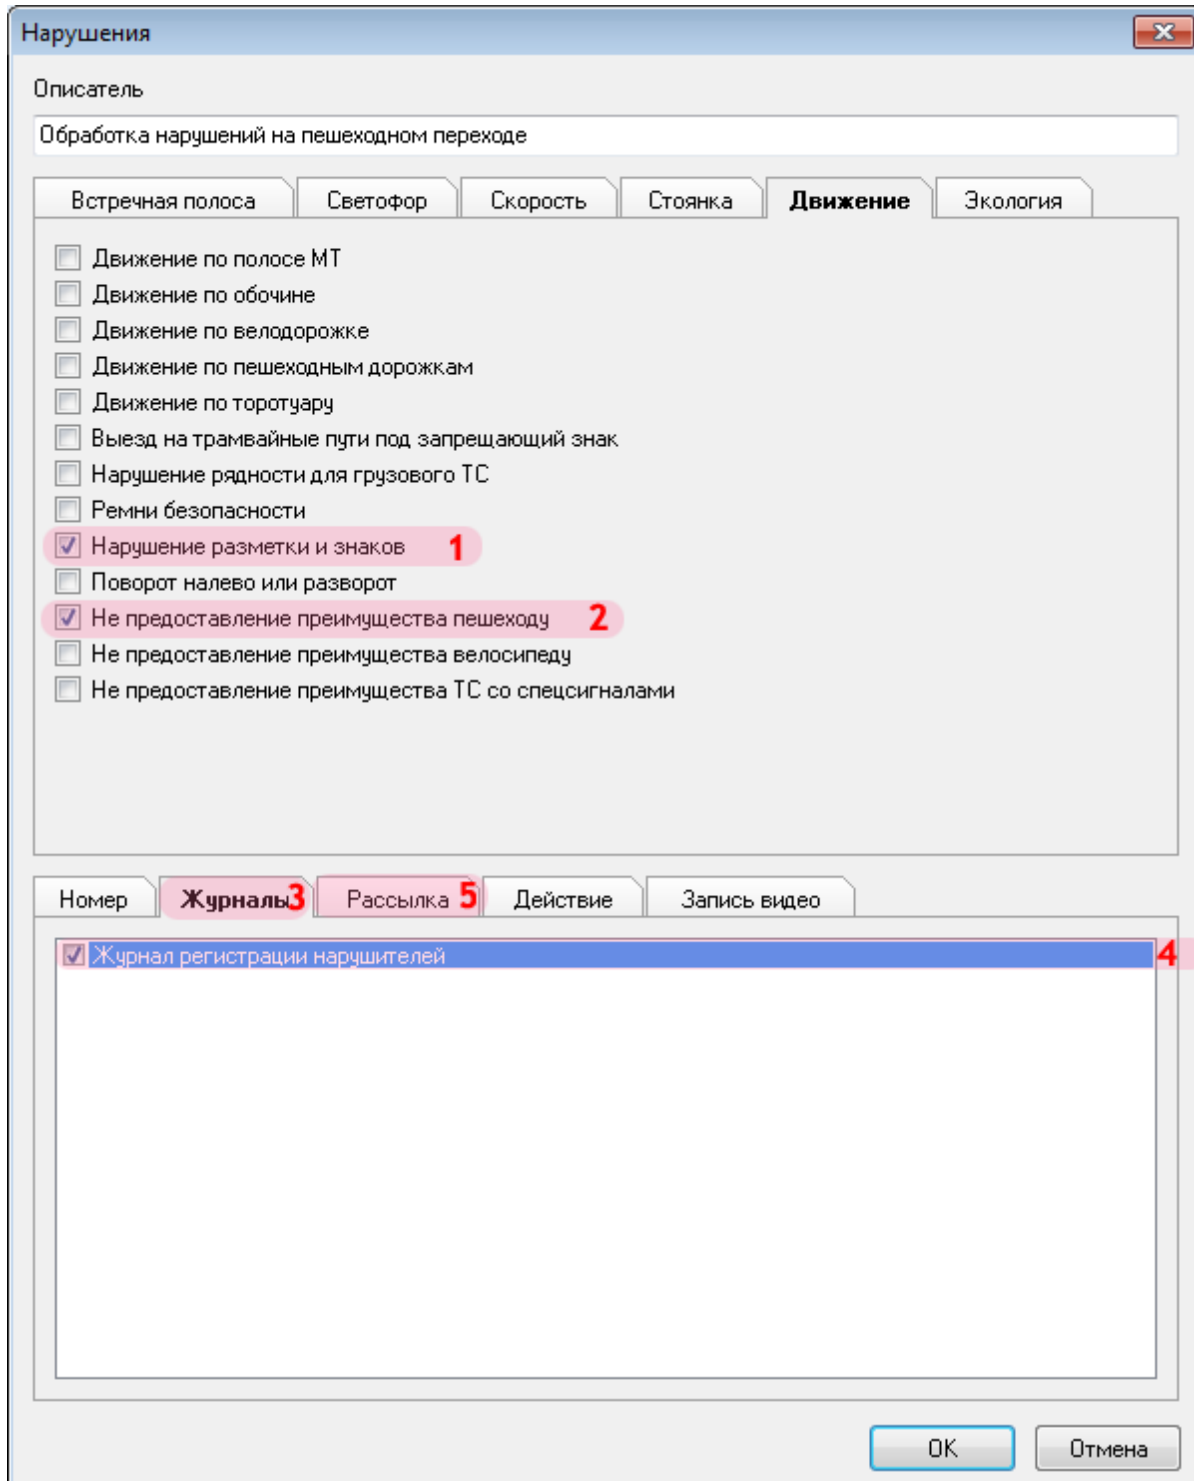 Нарушения
Описатель
Обработка нарушений на пешеходном переходе
Встречная полоса Светофор Скорость Стоянка Движение Экология
Движение по полосе МТ
Движение по обочине
Движение по велодорожке
Движение по пешеходным дорожкам
Движение по торотуару
Выезд на трамвайные пути под запрещающий знак
Нарушение рядности для грузового ТС
Ремни безопасности
Нарушение разметки и знаков 1
Поворот налево или разворот
Не предоставление преимущества пешеходу 2
Не предоставление преимущества велосипеду
Не предоставление преимущества ТС со спецсигналами
Номер Журналы 3 Рассылка 5 Действие Запись видео
Журнал регистрации нарушителей 4
OK Отмена